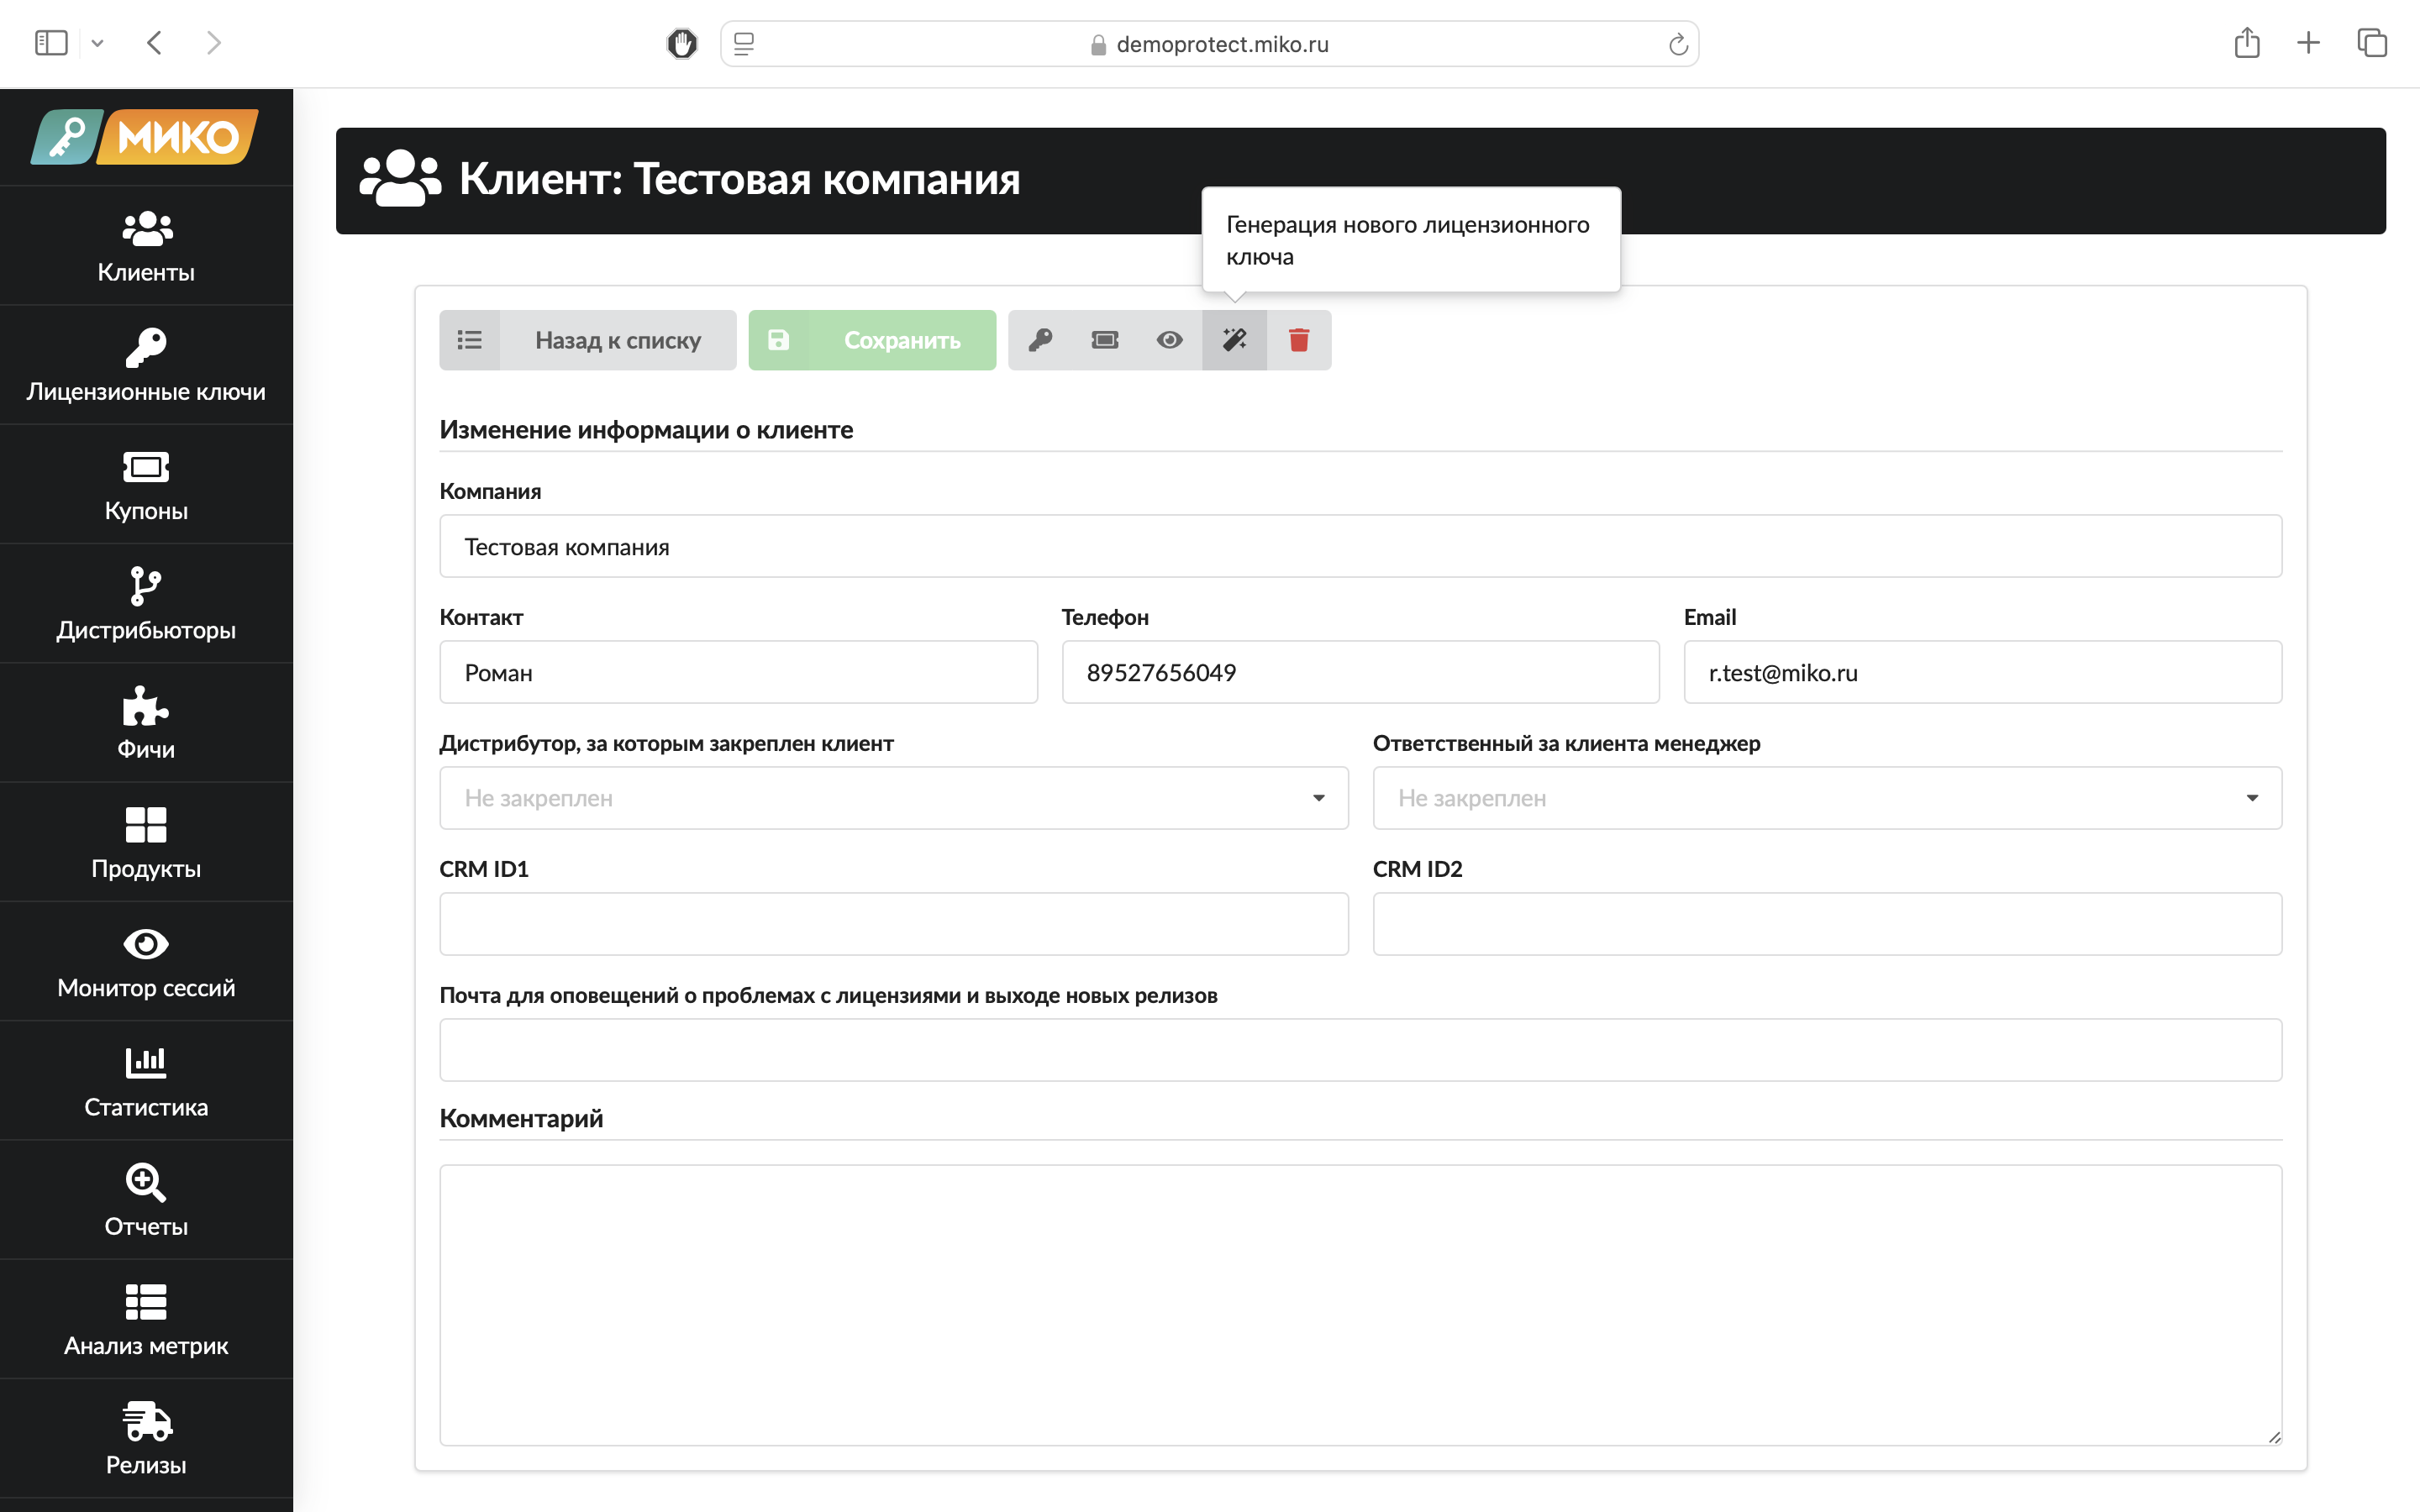 demoprotect.miko.ru
МИКО
Клиенты
Лицензионные ключи
Купоны
Дистрибьюторы
Фичи
Продукты
Монитор сессий
Статистика
Отчеты
Анализ метрик
Релизы
Клиент: Тестовая компания
Генерация нового лицензионного
ключа
Назад к списку
Сохранить
Изменение информации о клиенте
Компания
Тестовая компания
Контакт
Телефон
Email
Роман
89527656049
r.test@miko.ru
Дистрибутор, за которым закреплен клиент
Ответственный за клиента менеджер
Не закреплен
Не закреплен
CRM ID1
CRM ID2
Почта для оповещений о проблемах с лицензиями и выходе новых релизов
Комментарий